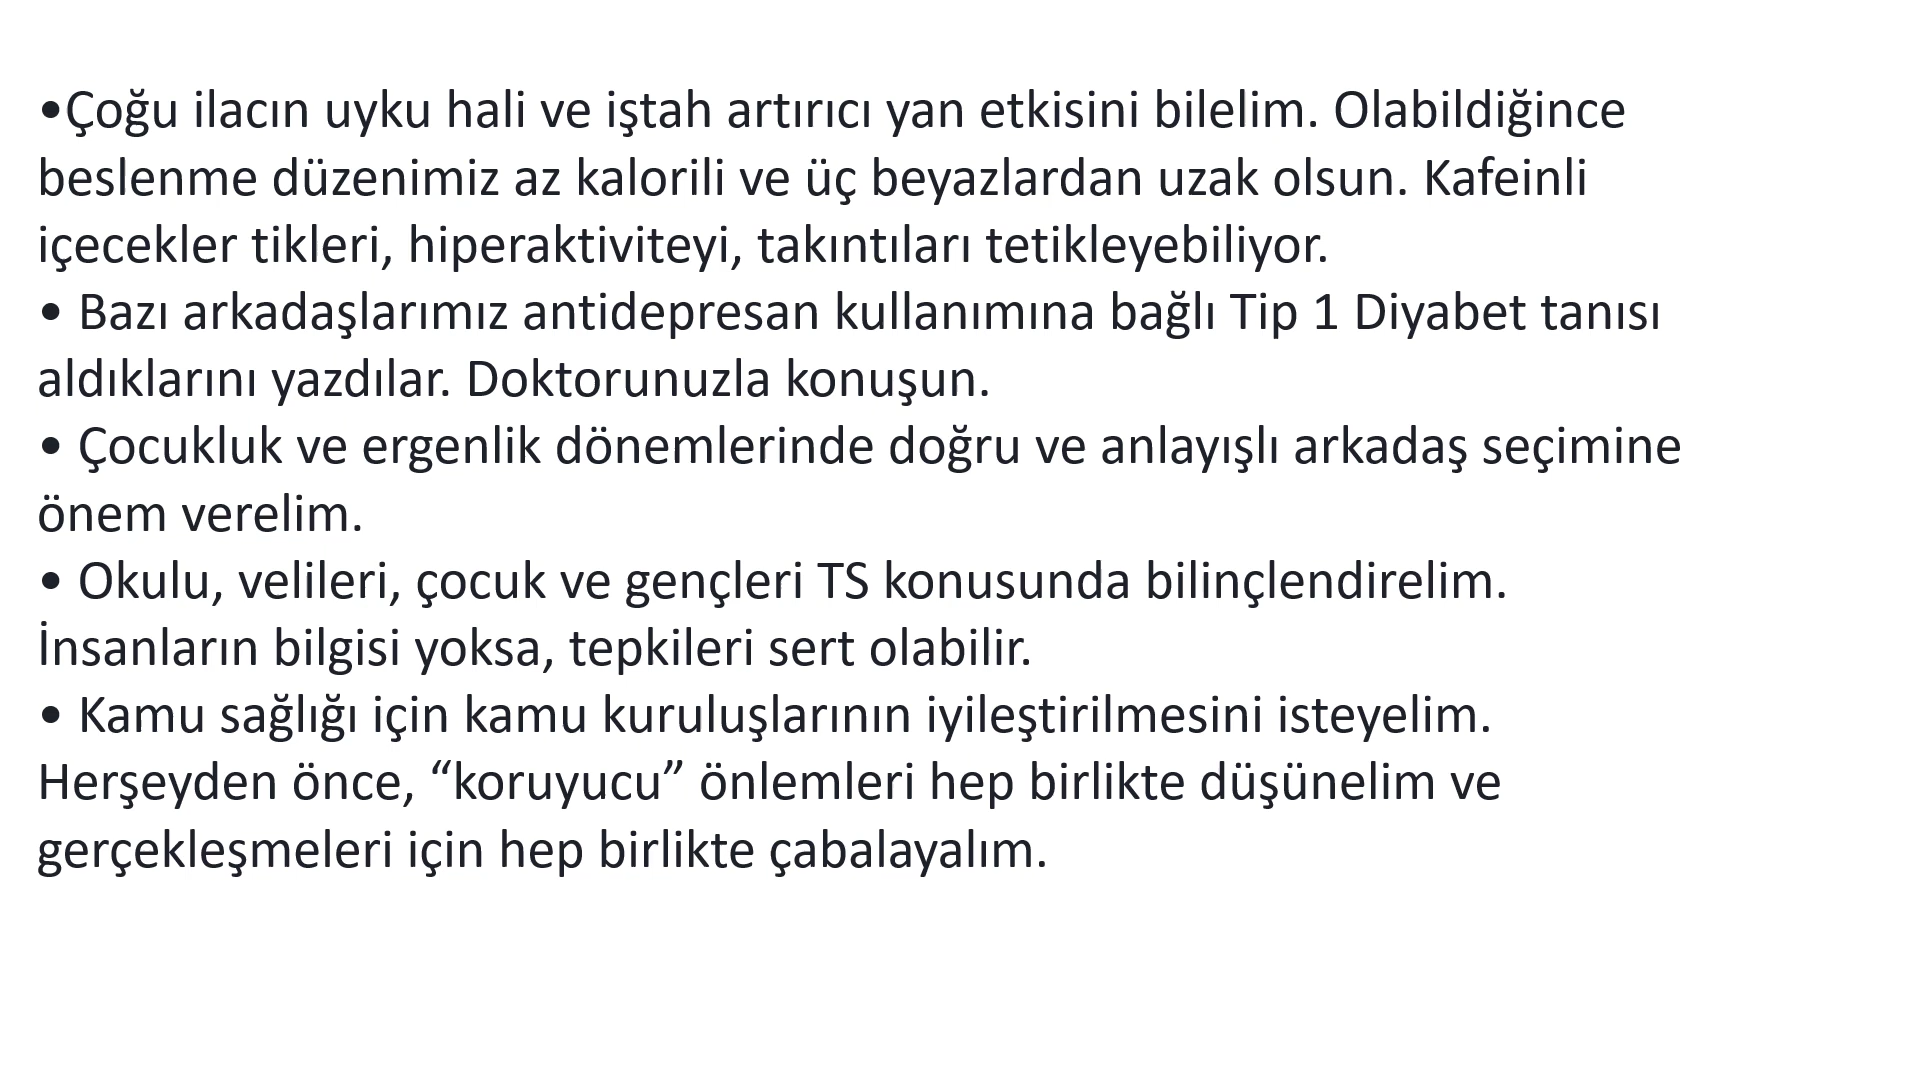 •Çoğu ilacın uyku hali ve iştah artırıcı yan etkisini bilelim. Olabildiğince
beslenme düzenimiz az kalorili ve üç beyazlardan uzak olsun. Kafeinli
içecekler tikleri, hiperaktiviteyi, takıntıları tetikleyebiliyor.
• Bazı arkadaşlarımız antidepresan kullanımına bağlı Tip 1 Diyabet tanısı
aldıklarını yazdılar. Doktorunuzla konuşun.
• Çocukluk ve ergenlik dönemlerinde doğru ve anlayışlı arkadaş seçimine
önem verelim.
• Okulu, velileri, çocuk ve gençleri TS konusunda bilinçlendirelim.
İnsanların bilgisi yoksa, tepkileri sert olabilir.
• Kamu sağlığı için kamu kuruluşlarının iyileştirilmesini isteyelim.
Herşeyden önce, “koruyucu” önlemleri hep birlikte düşünelim ve
gerçekleşmeleri için hep birlikte çabalayalım.